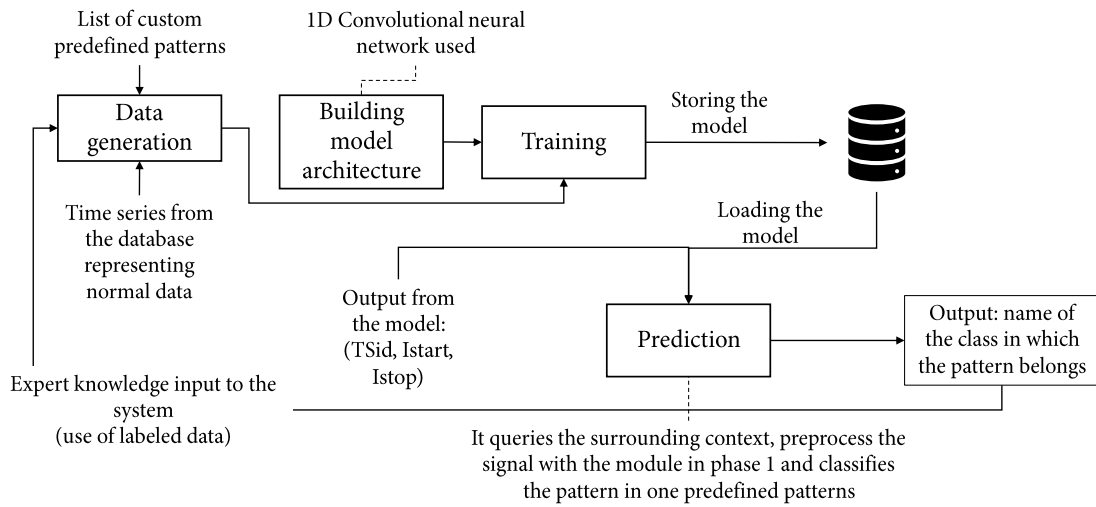 List of custom
predefined patterns
1D Convolutional neural
network used
Data
generation
Building
model
architecture
Training
Storing the
model
Time series from
the database
representing
normal data
Loading the
model
Output from
the model:
(TSid, Istart,
Istop)
Prediction
Output: name of
the class in which
the pattern belongs
Expert knowledge input to the
system
(use of labeled data)
It queries the surrounding context, preprocess the
signal with the module in phase 1 and classifies
the pattern in one predefined patterns